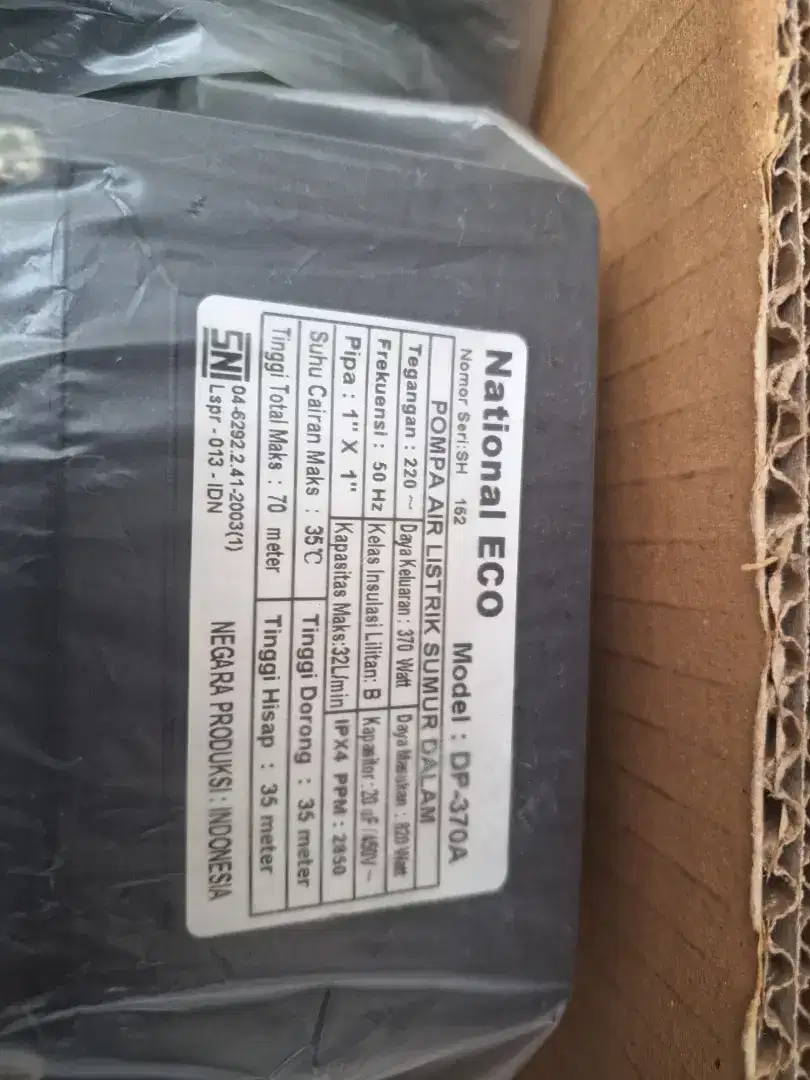 National ECO
Nomor Seri:SH 162 Model : DP-370A
POMPA AIR LISTRIK SUMUR DALAM
Tegangan : 220 ~ Daya Keluaran : 370 Watt Daya Masukan : 820 Watt
Frekuensi : 50 Hz Kelas Insulasi Lilitan: B Kapasitor : 20 uF / 450V ~
Pipa : 1" X 1" Kapasitas Maks:32L/min IPX4 PPM : 2850
Suhu Cairan Maks : 35℃ Tinggi Dorong : 35 meter
Tinggi Total Maks : 70 meter Tinggi Hisap : 35 meter
SNI 04-6292.2.41-2003(1)
Lspr - 013 - IDN NEGARA PRODUKSI : INDONESIA